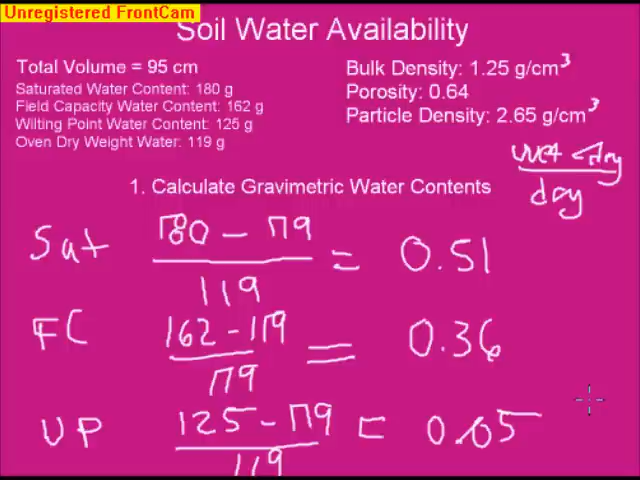 Unregistered FrontCam
Soil Water Availability
Total Volume = 95 cm
Saturated Water Content: 180 g
Field Capacity Water Content: 162 g
Wilting Point Water Content: 125 g
Oven Dry Weight Water: 119 g
Bulk Density: 1.25 g/cm³
Porosity: 0.64
Particle Density: 2.65 g/cm³
wet - dry
dry
1. Calculate Gravimetric Water Contents
Sat 180 - 119 = 0.51
119
FC 162 - 119 = 0.36
119
WP 125 - 119 = 0.05
119